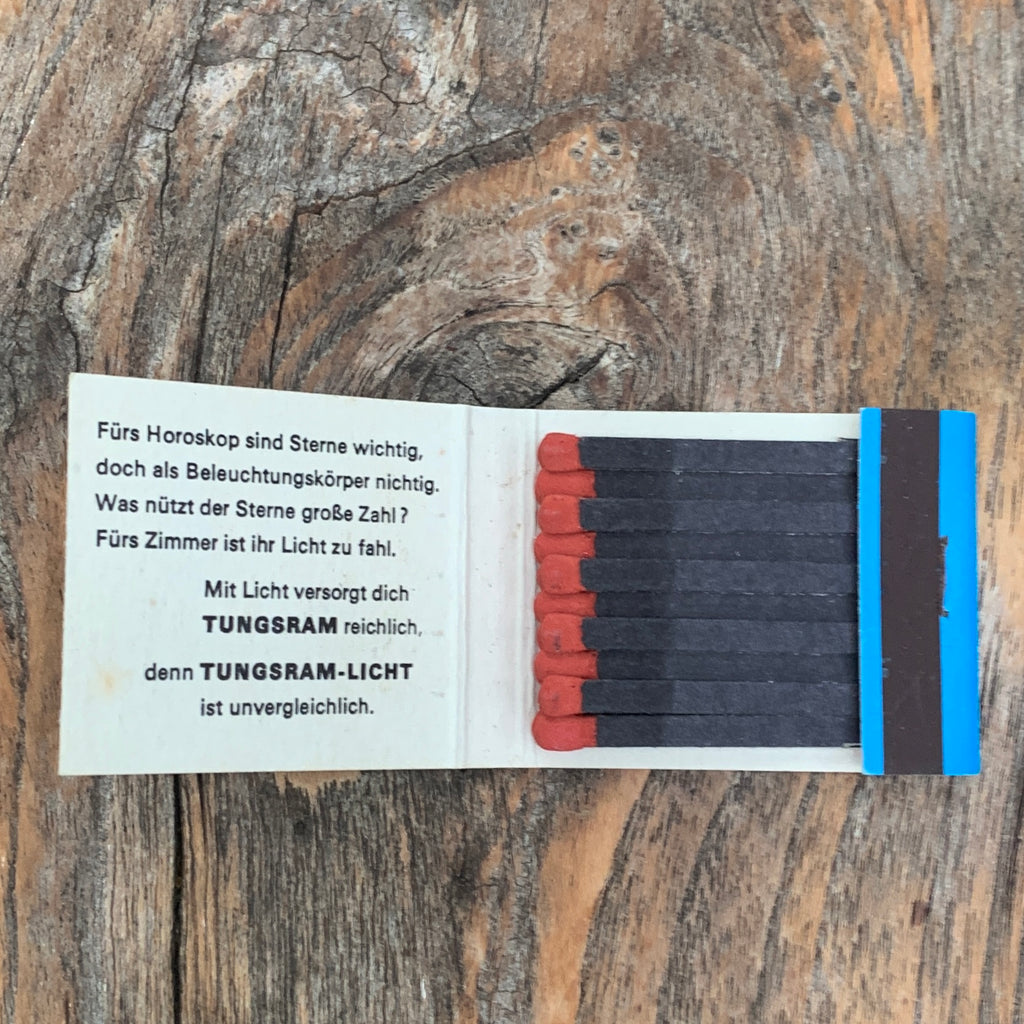 Fürs Horoskop sind Sterne wichtig,
doch als Beleuchtungskörper nichtig.
Was nützt der Sterne große Zahl?
Fürs Zimmer ist ihr Licht zu fahl.
Mit Licht versorgt dich
TUNGSRAM reichlich,
denn TUNGSRAM-LICHT
ist unvergleichlich.